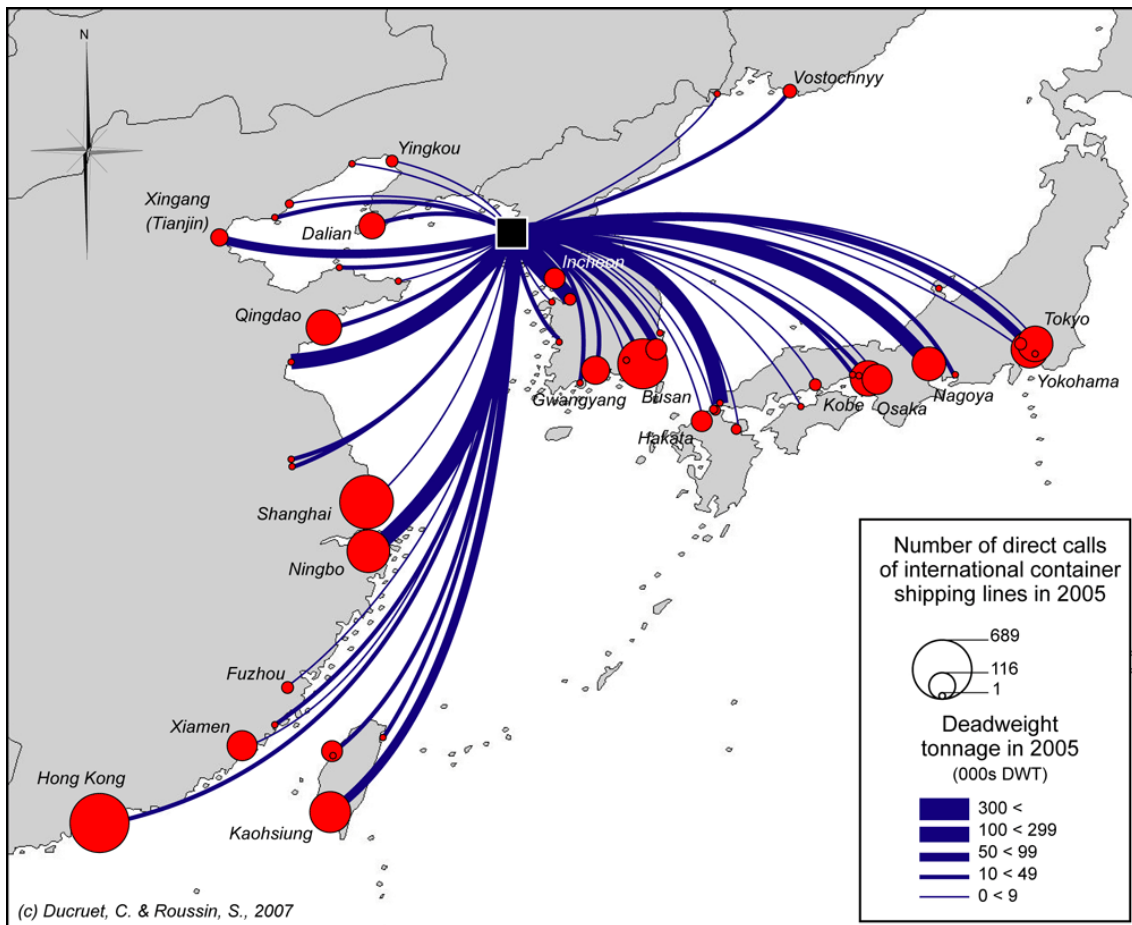 N
Vostochnyy
Yingkou
Xingang
(Tianjin)
Dalian
Incheon
Qingdao
Tokyo
Yokohama
Gwangyang
Busan
Kobe
Osaka
Nagoya
Hakata
Shanghai
Ningbo
Fuzhou
Xiamen
Hong Kong
Kaohsiung
Number of direct calls
of international container
shipping lines in 2005
689
116
1
Deadweight
tonnage in 2005
(000s DWT)
300 <
100 < 299
50 < 99
10 < 49
0 < 9
(c) Ducruet, C. & Roussin, S., 2007